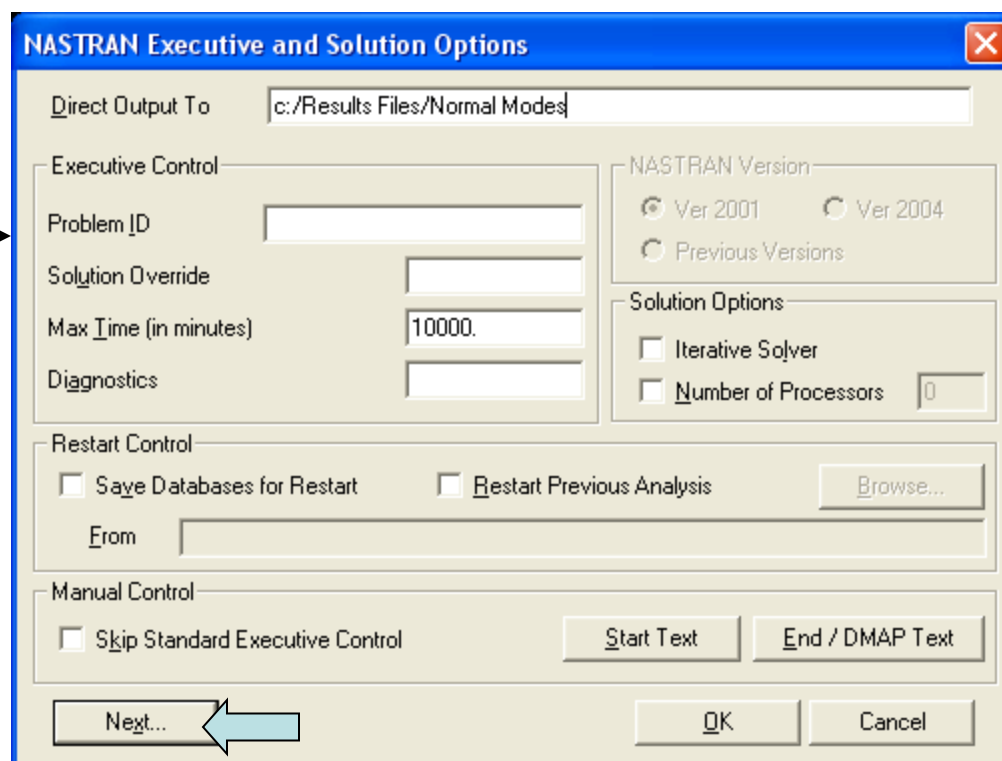 NASTRAN Executive and Solution Options
Direct Output To
c:/Results Files/Normal Modes
Executive Control
Problem ID
Solution Override
Max Time (in minutes)
10000.
Diagnostics
NASTRAN Version
Ver 2001
Ver 2004
Previous Versions
Solution Options
Iterative Solver
Number of Processors
0
Restart Control
Save Databases for Restart
Restart Previous Analysis
Browse...
From
Manual Control
Skip Standard Executive Control
Start Text
End / DMAP Text
Next...
OK
Cancel